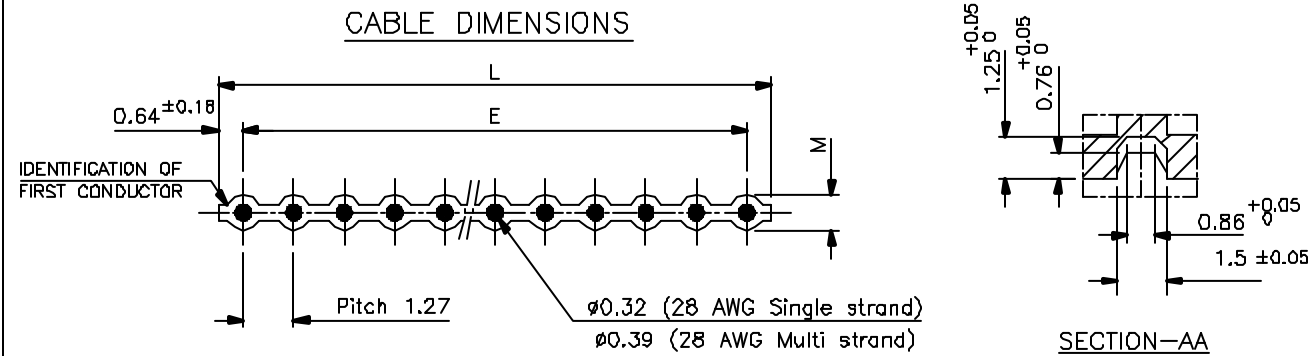 CABLE DIMENSIONS
L
0.64 ±0.18
E
M
IDENTIFICATION OF
FIRST CONDUCTOR
Pitch 1.27
ø0.32 (28 AWG Single strand)
ø0.39 (28 AWG Multi strand)
1.25 +0.05 0
0.76 +0.05 0
0.86 +0.05 0
1.5 ±0.05
SECTION-AA